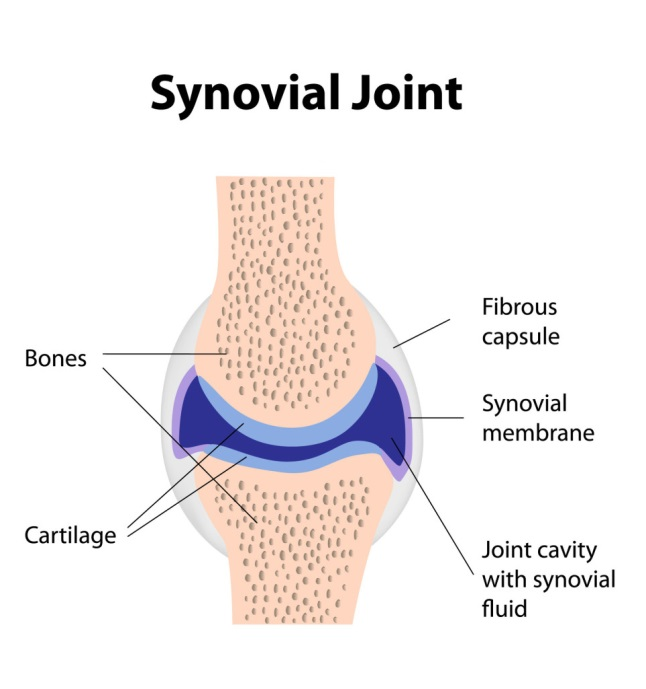 Synovial Joint
Fibrous
capsule
Bones
Synovial
membrane
Cartilage
Joint cavity
with synovial
fluid